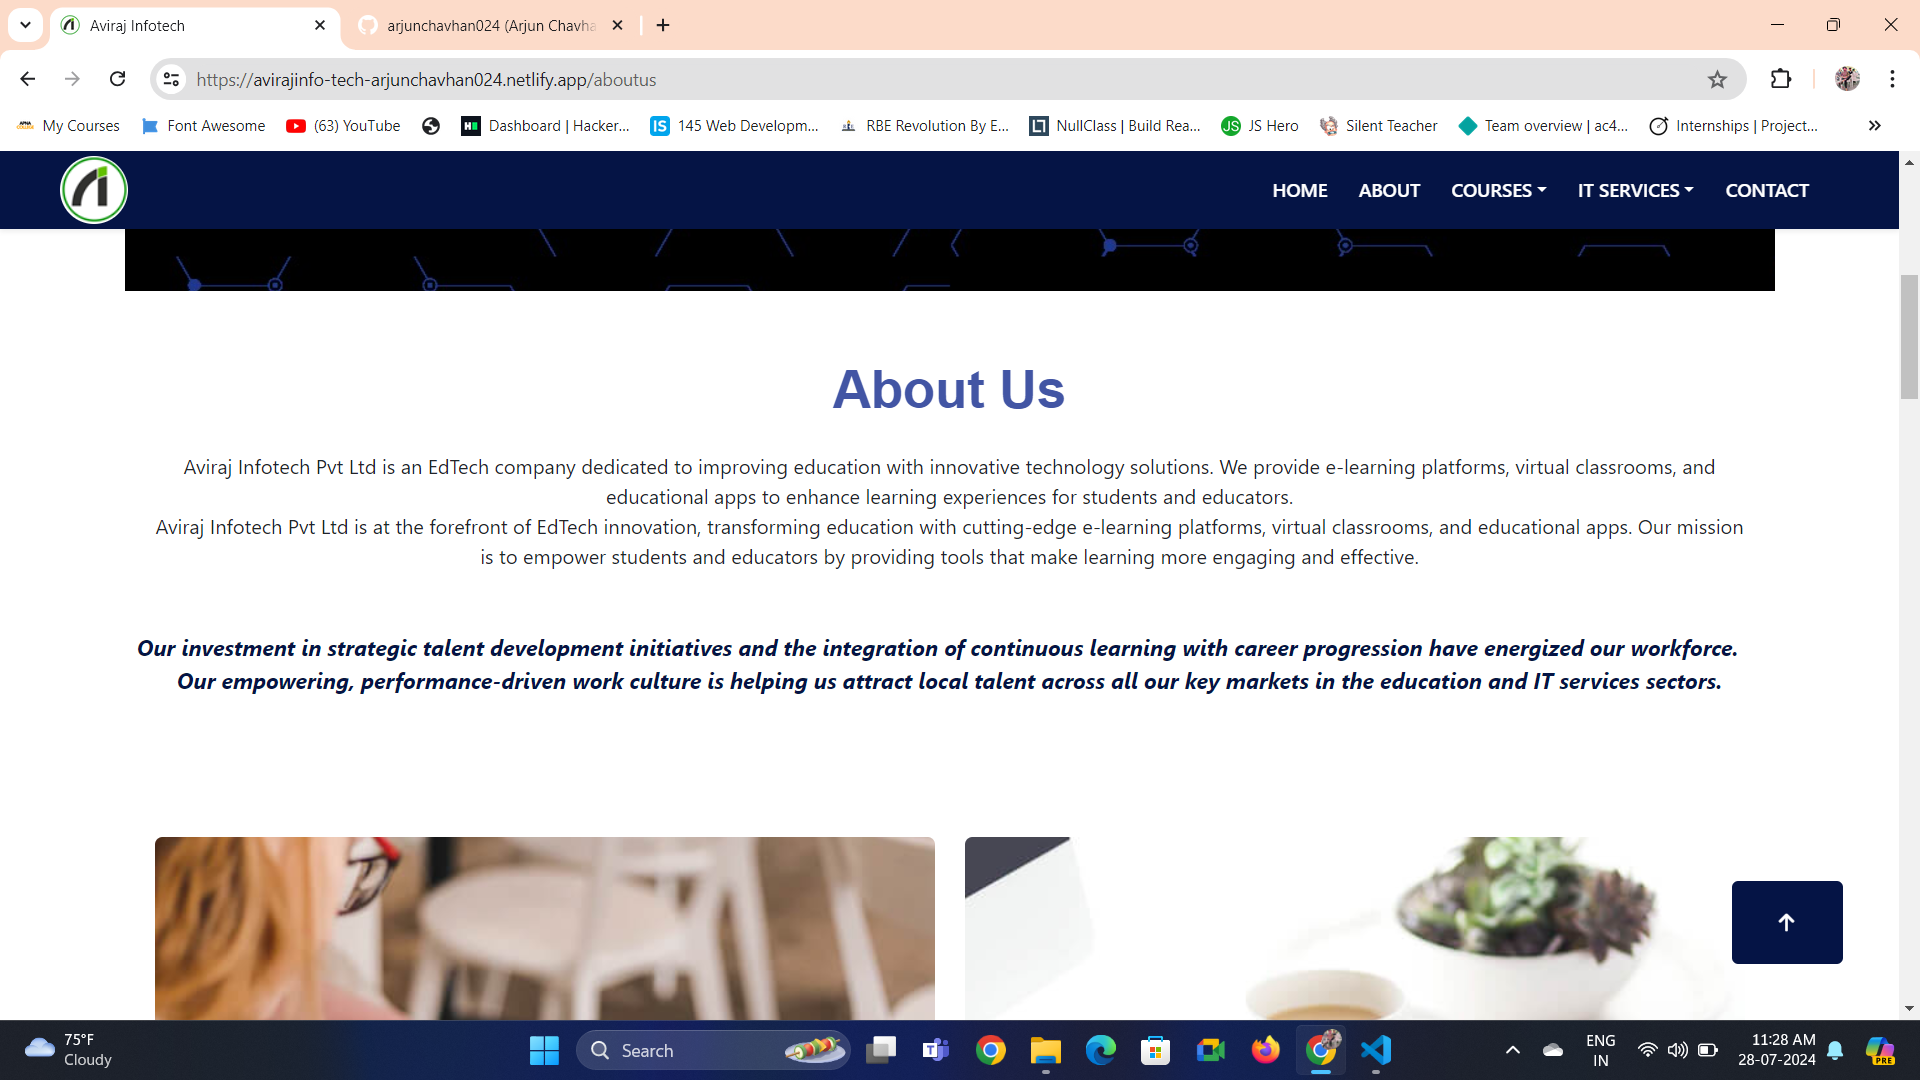 Aviraj Infotech
arjunchavhan024 (Arjun Chavha
https://avirajinfo-tech-arjunchavhan024.netlify.app/aboutus
My Courses
Font Awesome
(63) YouTube
Dashboard | Hacker...
145 Web Developm...
RBE Revolution By E...
NullClass | Build Rea...
JS Hero
Silent Teacher
Team overview | ac4...
Internships | Project...
HOME
ABOUT
COURSES
IT SERVICES
CONTACT
About Us
Aviraj Infotech Pvt Ltd is an EdTech company dedicated to improving education with innovative technology solutions. We provide e-learning platforms, virtual classrooms, and
educational apps to enhance learning experiences for students and educators.
Aviraj Infotech Pvt Ltd is at the forefront of EdTech innovation, transforming education with cutting-edge e-learning platforms, virtual classrooms, and educational apps. Our mission
is to empower students and educators by providing tools that make learning more engaging and effective.
Our investment in strategic talent development initiatives and the integration of continuous learning with career progression have energized our workforce.
Our empowering, performance-driven work culture is helping us attract local talent across all our key markets in the education and IT services sectors.
75°F
Cloudy
Search
ENG
IN
11:28 AM
28-07-2024
PRE